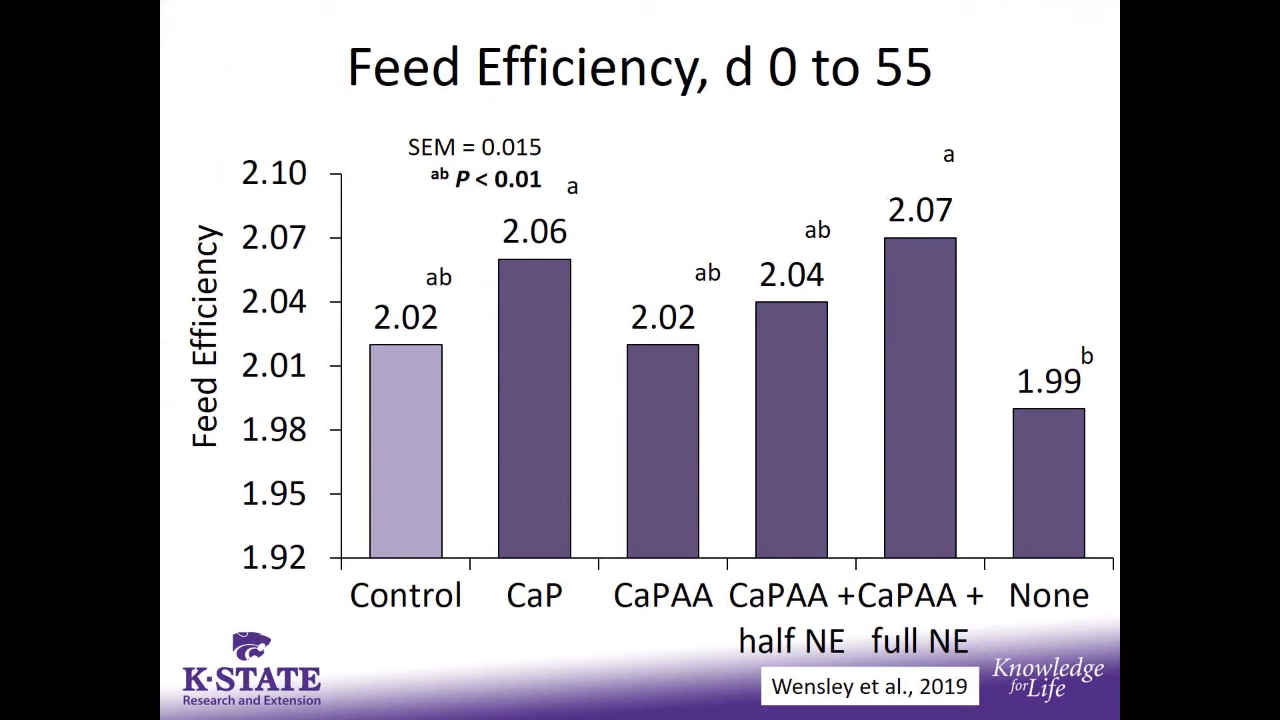 Feed Efficiency, d 0 to 55
SEM = 0.015
ab P < 0.01
Feed Efficiency
2.10
2.07
2.04
2.01
1.98
1.95
1.92
ab
2.02
a
2.06
ab
2.02
ab
2.04
a
2.07
b
1.99
Control
CaP
CaPAA
CaPAA +
half NE
CaPAA +
full NE
None
K-STATE
Research and Extension
Wensley et al., 2019
Knowledge
for Life